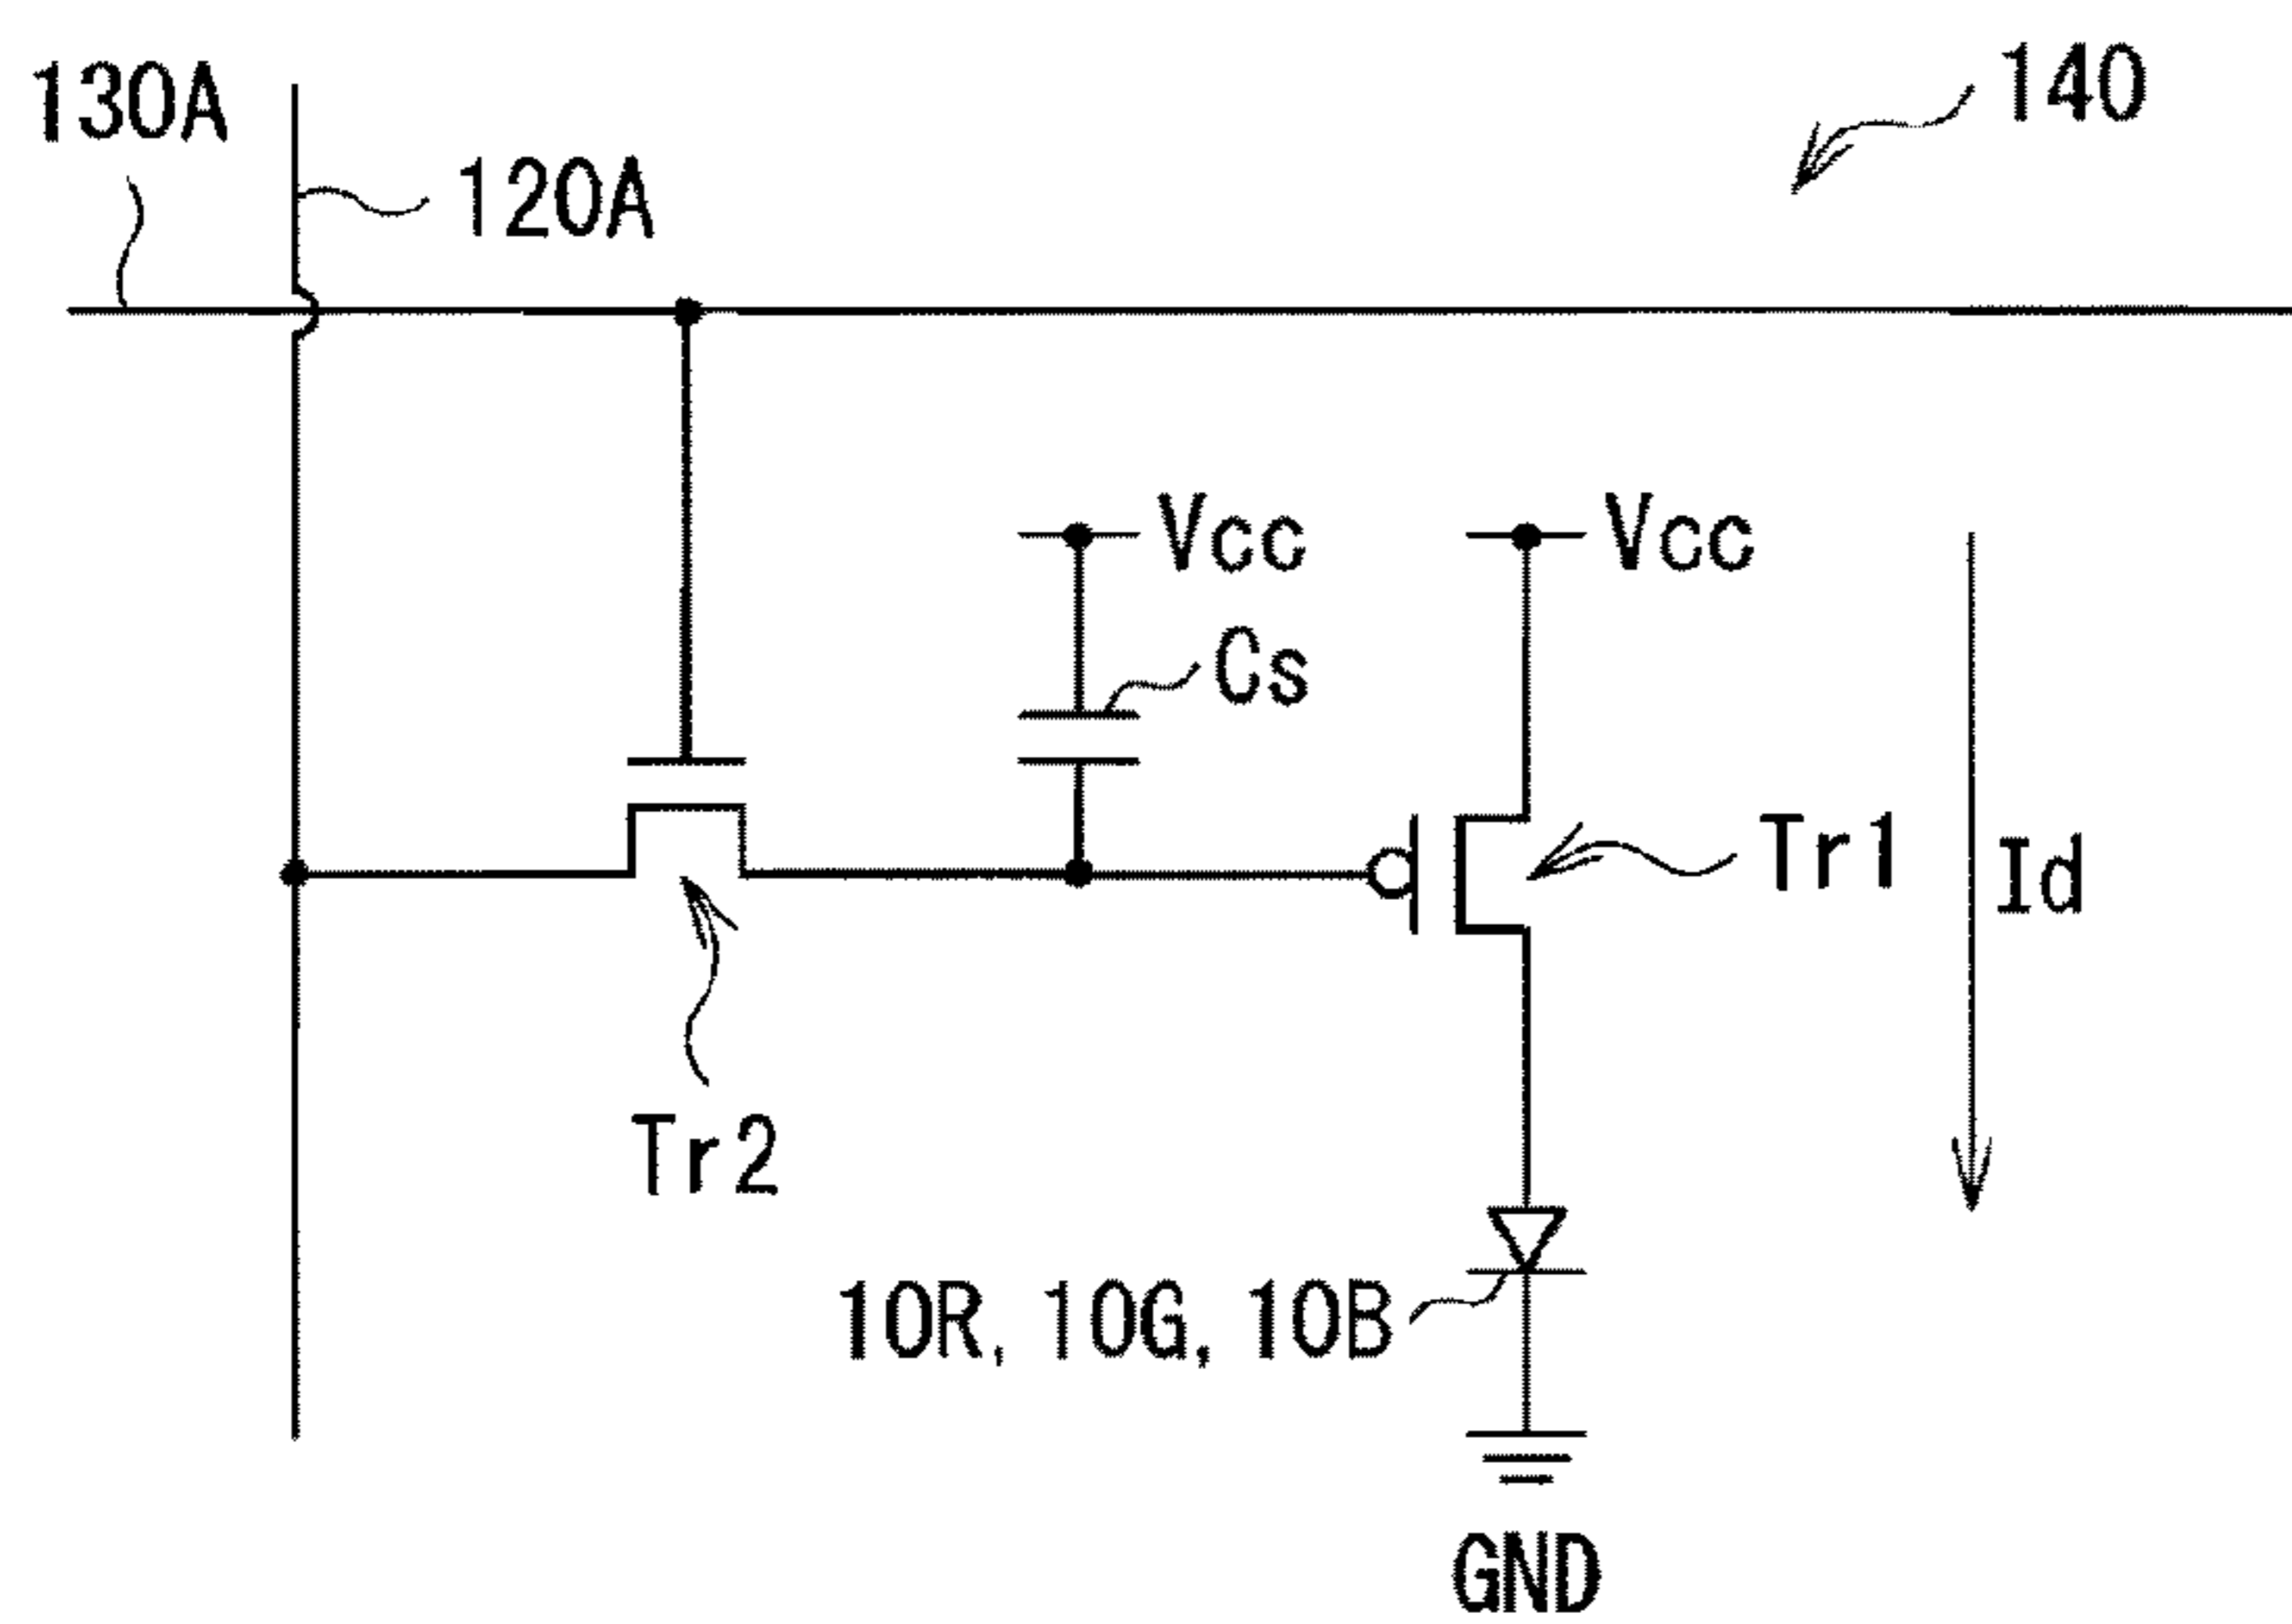 130A
140
120A
Vcc
Vcc
Cs
Tr1
Id
Tr2
10R, 10G, 10B
GND